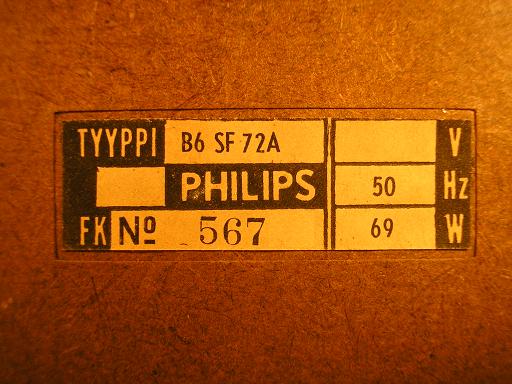 TYYPPI B6 SF 72A V
PHILIPS 50 Hz
FK Nº 567 69 W